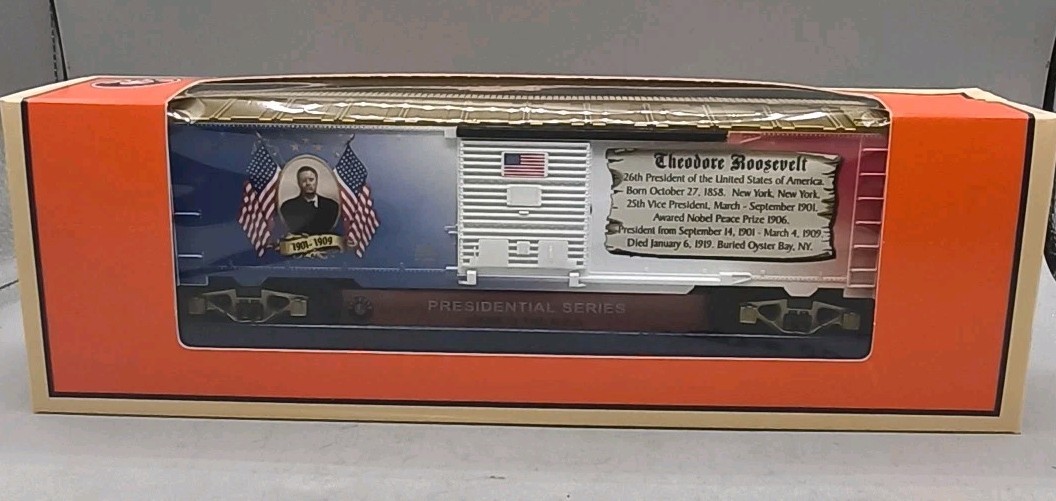 1901-1909
Theodore Roosevelt
26th President of the United States of America.
Born October 27, 1858. New York, New York.
25th Vice President, March - September 1901.
Awarded Nobel Peace Prize 1906.
President from September 14, 1901 - March 4, 1909.
Died January 6, 1919. Buried Oyster Bay, NY.
PRESIDENTIAL SERIES